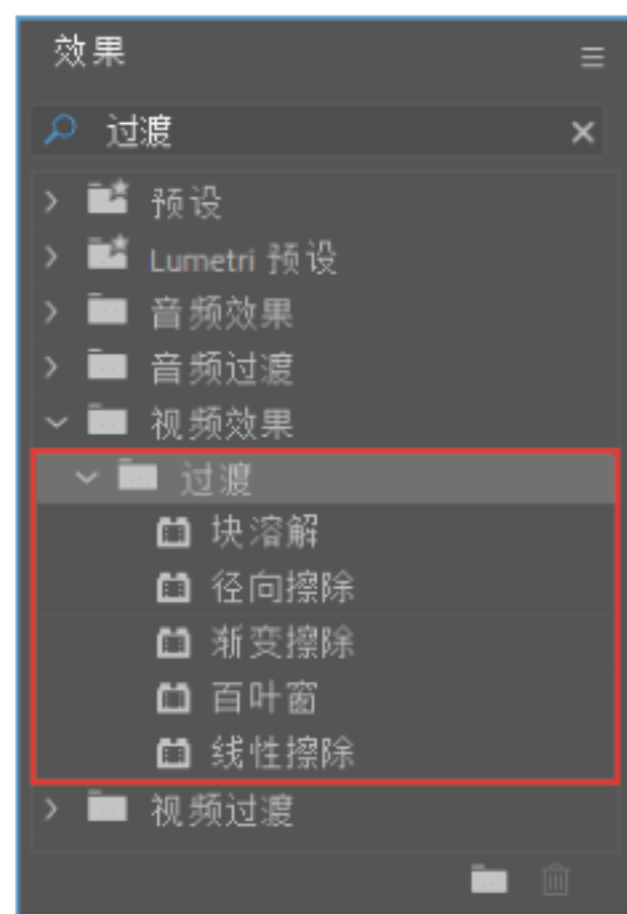 效果
过渡
预设
Lumetri 预设
音频效果
音频过渡
视频效果
过渡
块溶解
径向擦除
渐变擦除
百叶窗
线性擦除
视频过渡